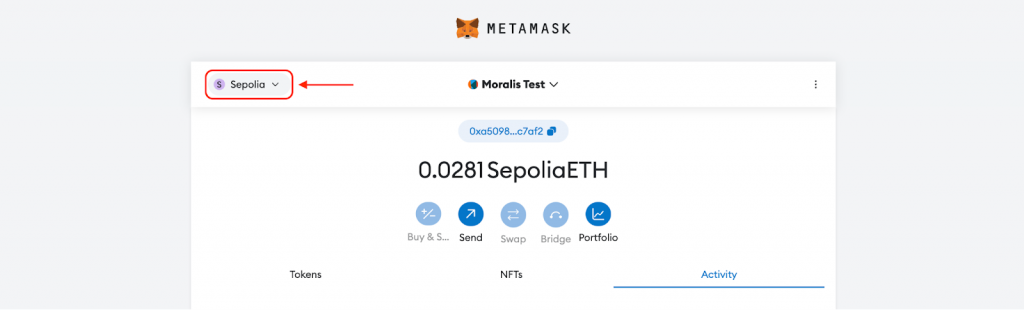 METAMASK
S Sepolia
Moralis Test
0xa5098...c7af2
0.0281 SepoliaETH
Buy & S... Send Swap Bridge Portfolio
Tokens NFTs Activity